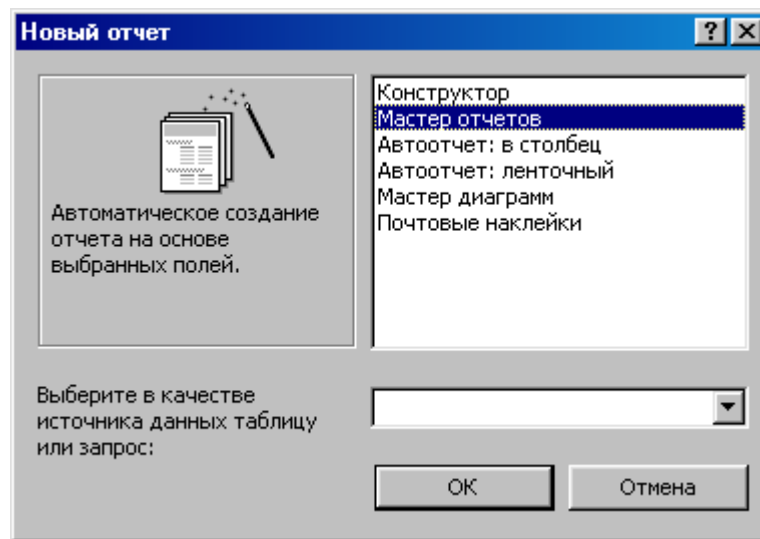 Новый отчет
Автоматическое создание
отчета на основе
выбранных полей.
Конструктор
Мастер отчетов
Автоотчет: в столбец
Автоотчет: ленточный
Мастер диаграмм
Почтовые наклейки
Выберите в качестве
источника данных таблицу
или запрос:
ОК
Отмена